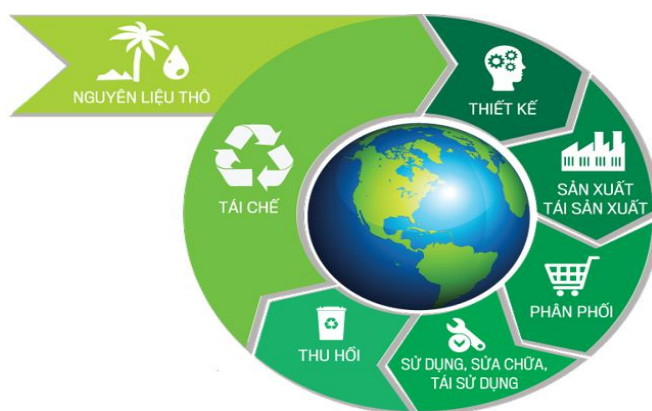 NGUYÊN LIỆU THÔ
THIẾT KẾ
SẢN XUẤT
TÁI SẢN XUẤT
PHÂN PHỐI
SỬ DỤNG, SỬA CHỮA,
TÁI SỬ DỤNG
THU HỒI
TÁI CHẾ